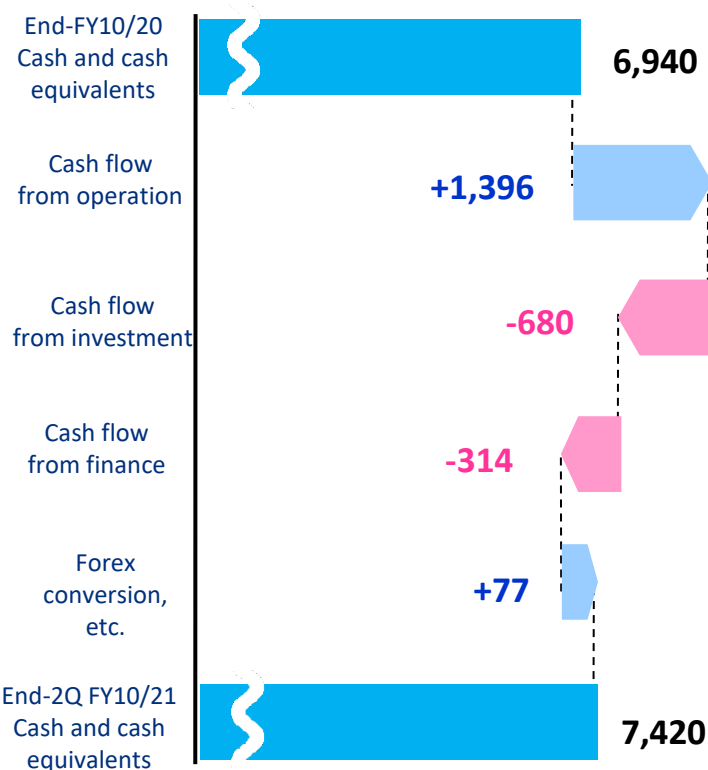 End-FY10/20
Cash and cash
equivalents
6,940
Cash flow
from operation
+1,396
Cash flow
from investment
-680
Cash flow
from finance
-314
Forex
conversion,
etc.
+77
End-2Q FY10/21
Cash and cash
equivalents
7,420